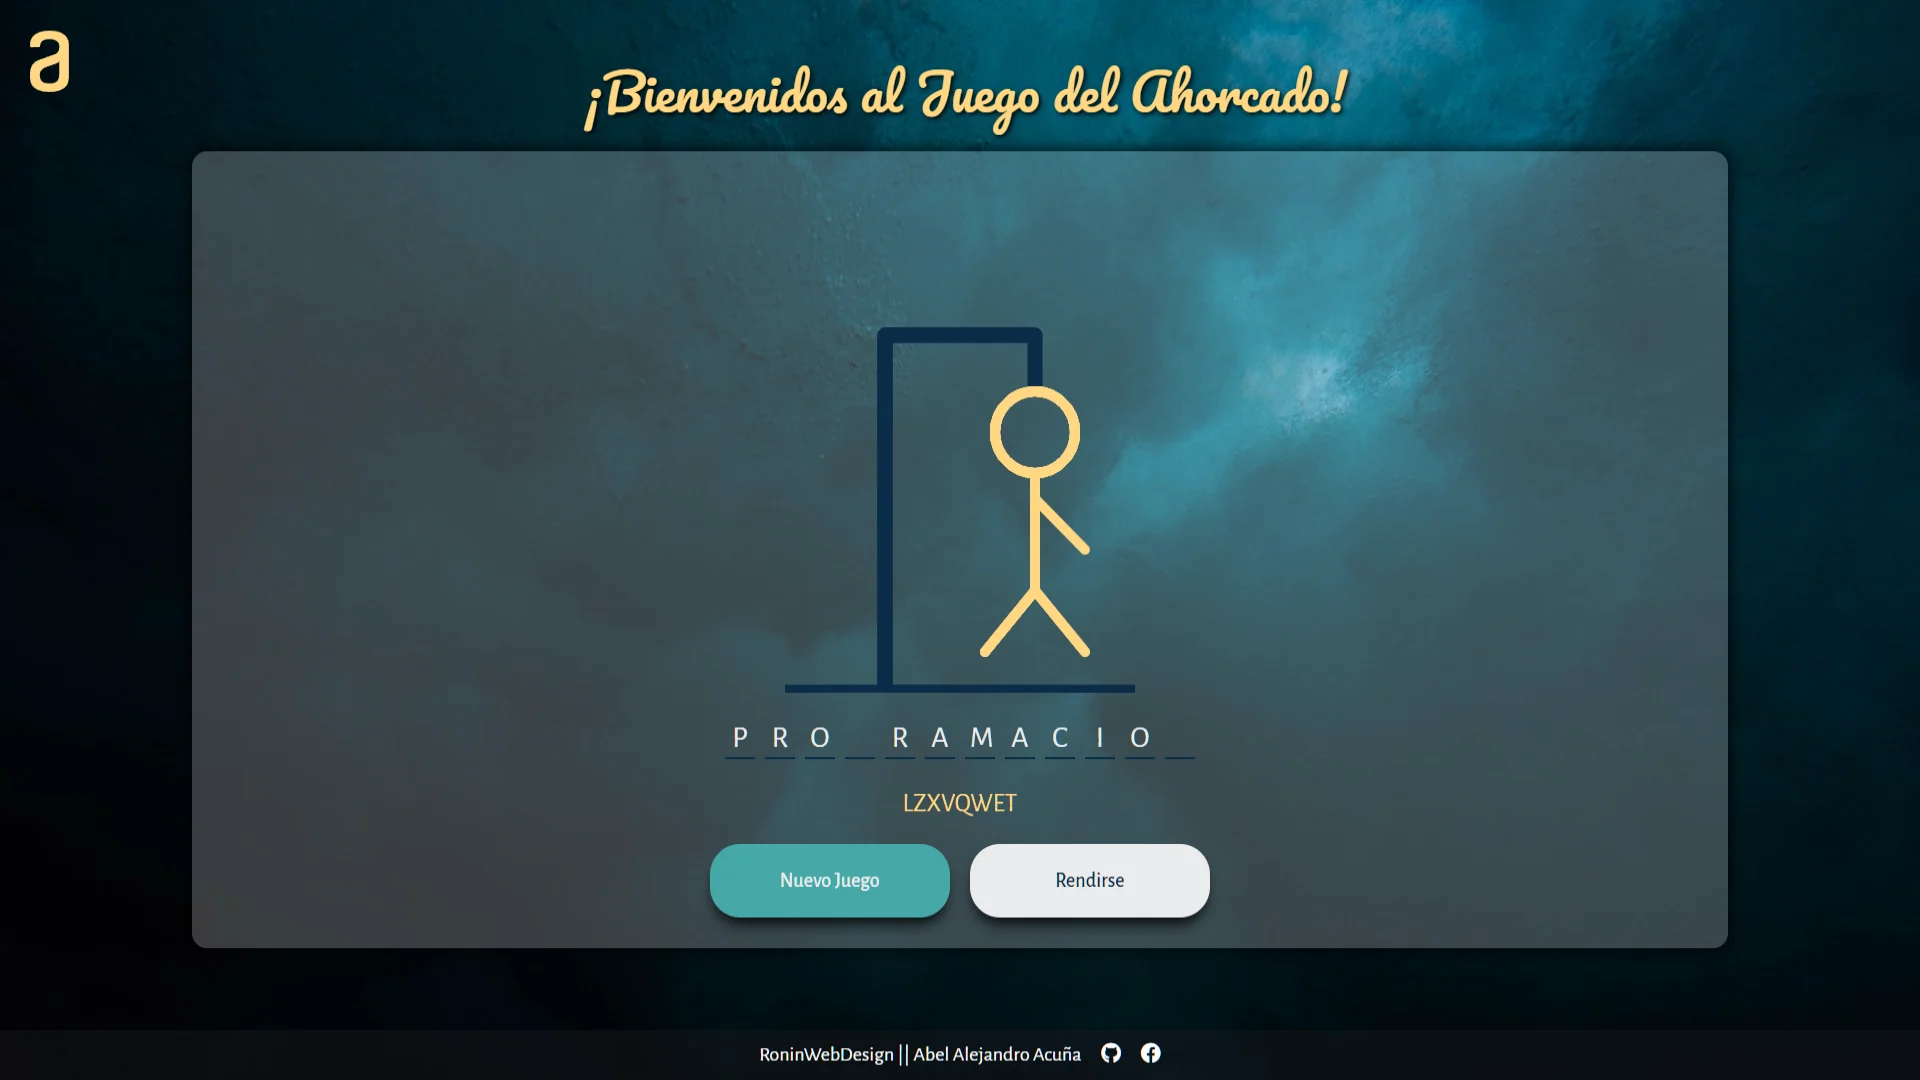 a
¡Bienvenidos al Juego del Ahorcado!
P R O _ R A M A C I O _
LZXVQWET
Nuevo Juego
Rendirse
RoninWebDesign || Abel Alejandro Acuña